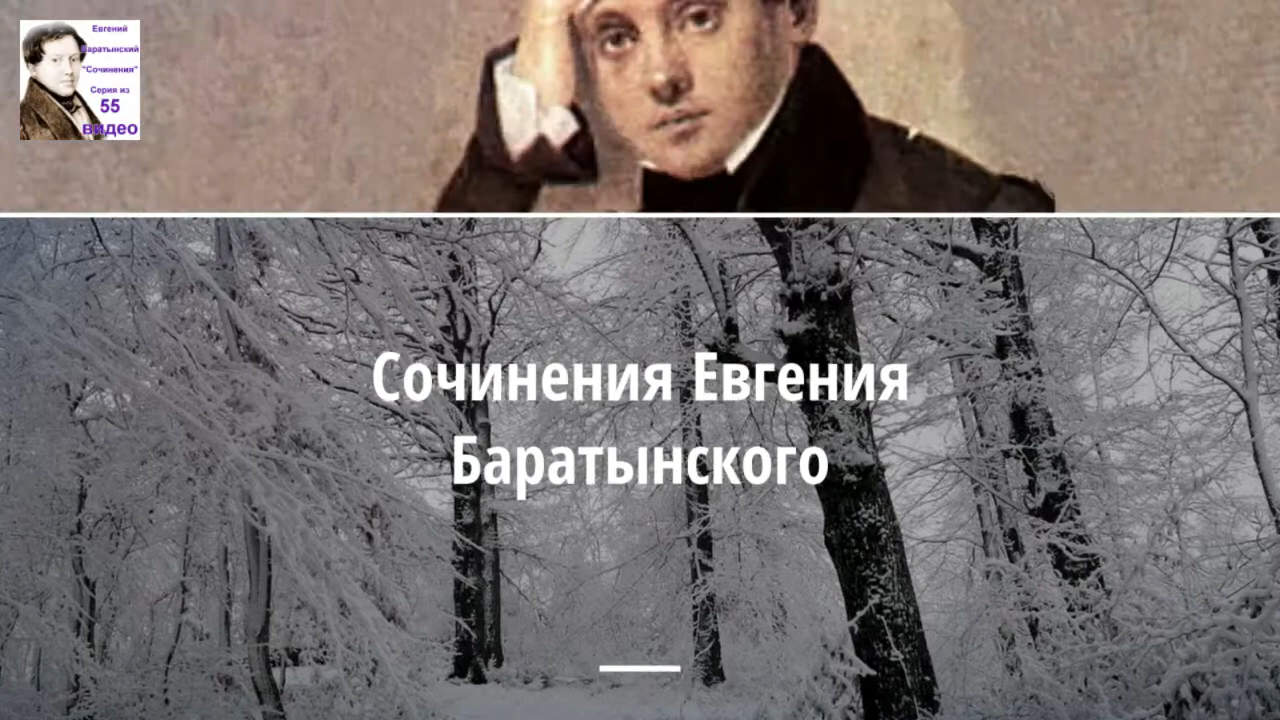 Евгений
Баратынский
"Сочинения"
Серия из
55
видео
Сочинения Евгения
Баратынского